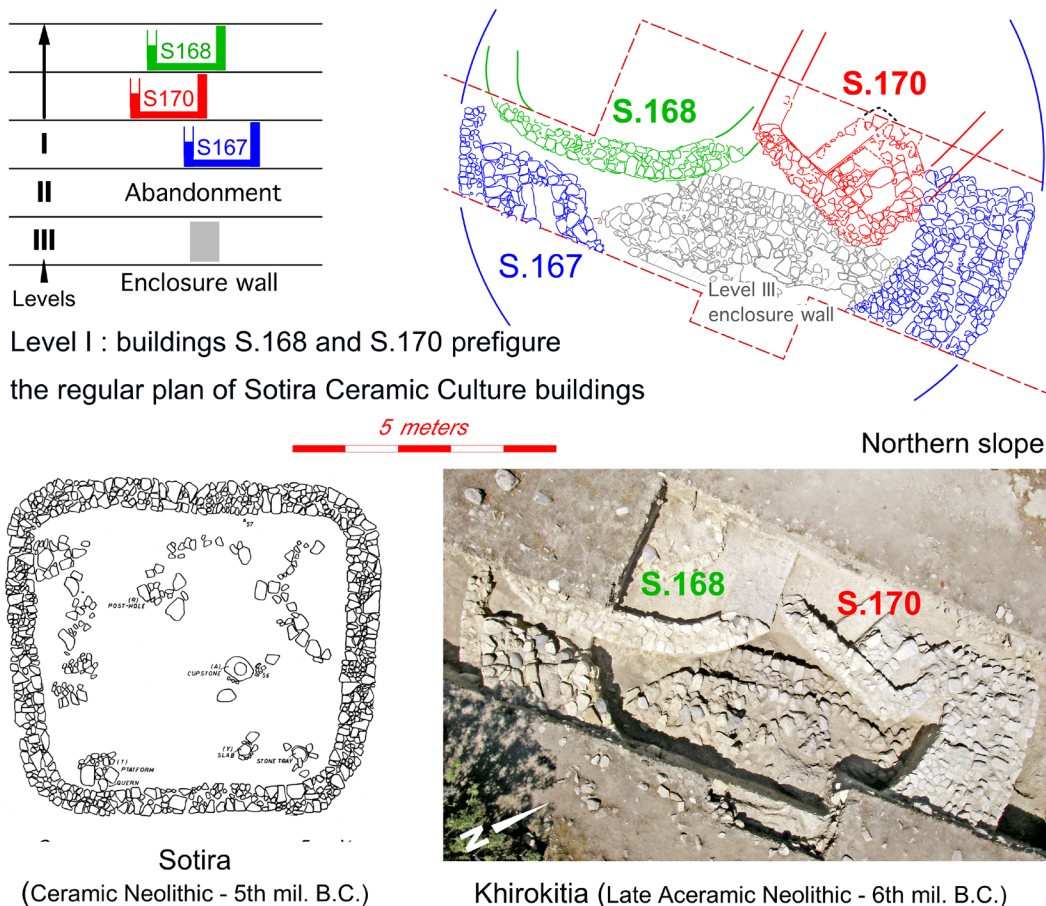 S168
S170
I
S167
II
Abandonment
III
Levels
Enclosure wall
S.168
S.170
S.167
Level III
enclosure wall
Level I : buildings S.168 and S.170 prefigure
the regular plan of Sotira Ceramic Culture buildings
5 meters
Northern slope
57
(R)
POST-HOLE
(A)
CUPSTONE
56
(Y)
SLAB
STONE TRAY
(T)
PLATFORM
QUERN
S.168
S.170
N
Sotira
(Ceramic Neolithic - 5th mil. B.C.)
Khirokitia (Late Aceramic Neolithic - 6th mil. B.C.)